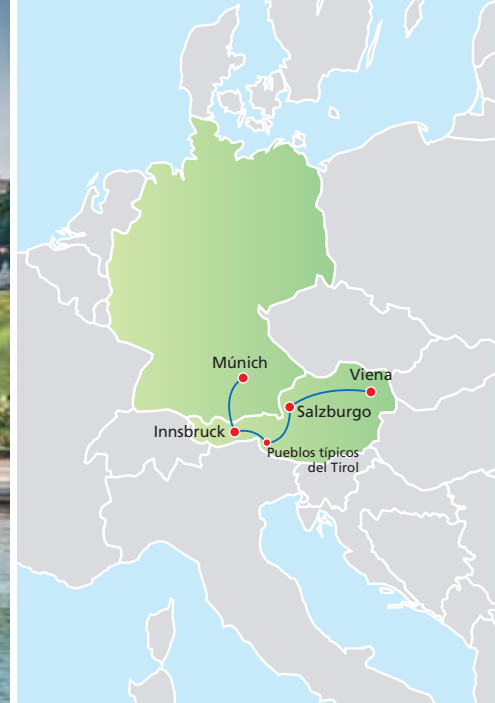 Múnich
Viena
Salzburgo
Innsbruck
Pueblos típicos
del Tirol